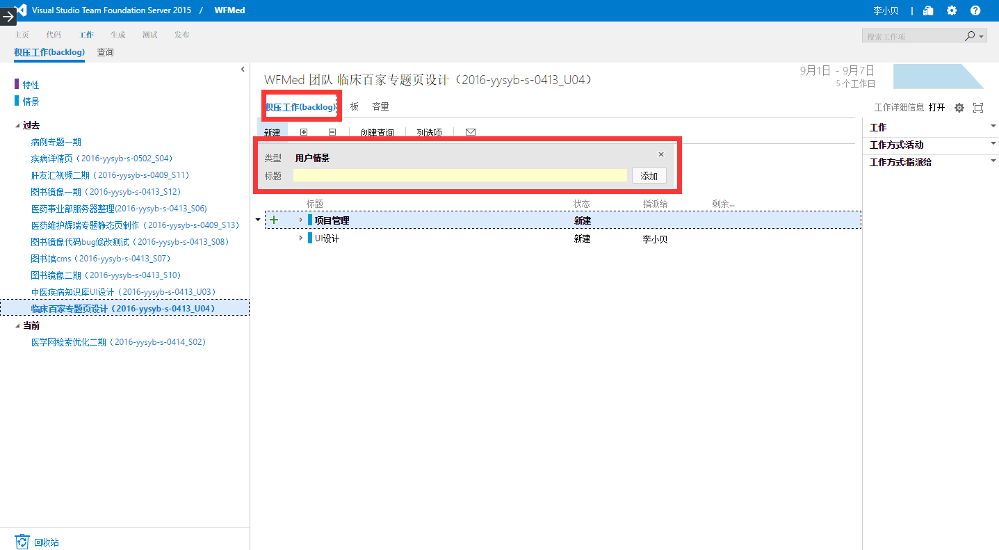 Visual Studio Team Foundation Server 2015 / WFMed
李小贝 |
主页 代码 工作 生成 测试 发布
搜索工作项
积压工作(backlog) 查询
特性
情景
过去
病例专题一期
疾病详情页（2016-yysyb-s-0502_S04）
肝友汇视频二期（2016-yysyb-s-0409_S11）
图书镜像一期（2016-yysyb-s-0413_S12）
医药事业部服务器整理(2016-yysyb-s-0413_S06)
医药维护辉瑞专题静态页制作（2016-yysyb-s-0409_S13）
图书镜像代码bug修改测试（2016-yysyb-s-0413_S08）
图书馆cms（2016-yysyb-s-0413_S07）
图书镜像二期（2016-yysyb-s-0413_S10）
中医疾病知识库UI设计（2016-yysyb-s-0413_U03）
临床百家专题页设计（2016-yysyb-s-0413_U04）
当前
医学网检索优化二期（2016-yysyb-s-0414_S02）
回收站
WFMed 团队 临床百家专题页设计（2016-yysyb-s-0413_U04）
9月1日 - 9月7日
5 个工作日
积压工作(backlog) 板 容量
工作详细信息 打开
新建 创建查询 列选项
类型 用户情景
标题 添加
标题 状态 指派给 剩余...
项目管理 新建
UI设计 新建 李小贝
工作
工作方式:活动
工作方式:指派给